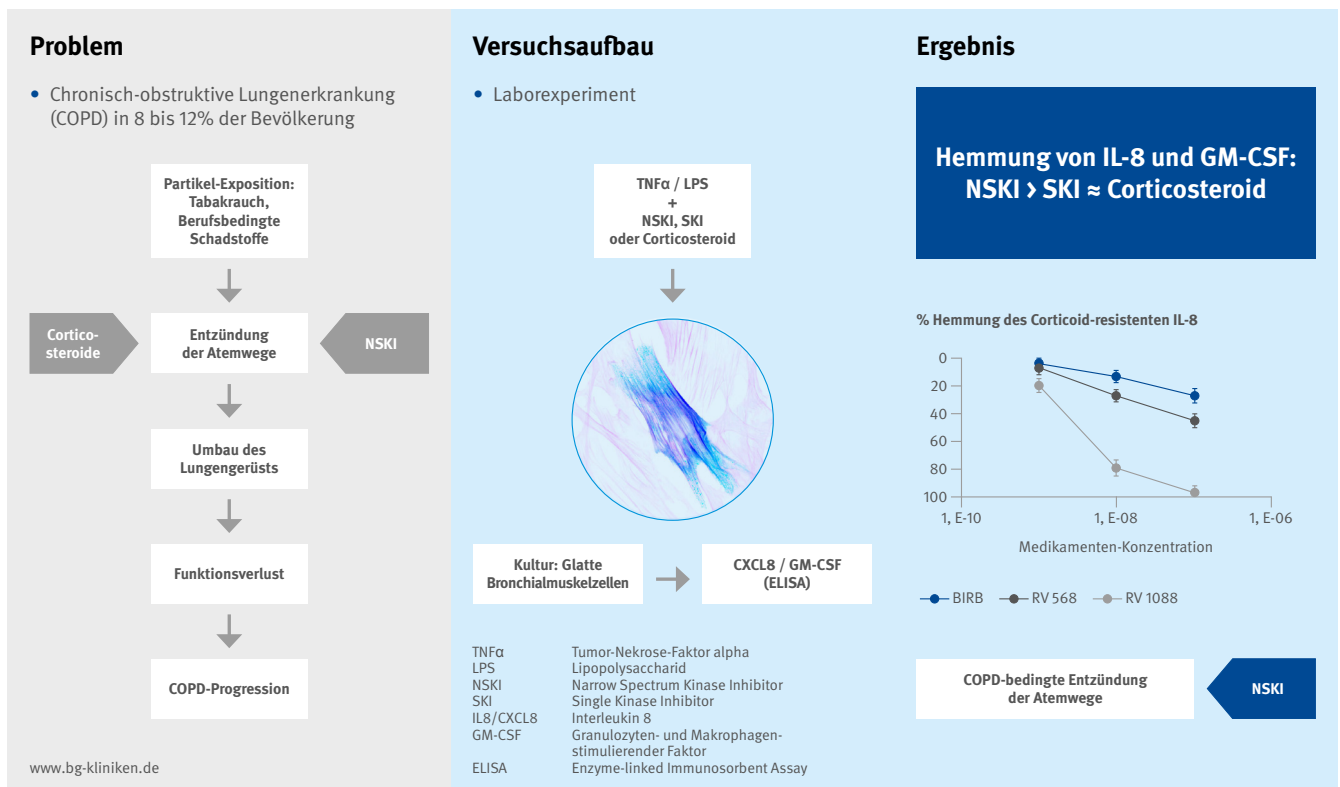 Problem
• Chronisch-obstruktive Lungenerkrankung
(COPD) in 8 bis 12% der Bevölkerung
Partikel-Exposition:
Tabakrauch,
Berufsbedingte
Schadstoffe
Cortico-
steroide
Entzündung
der Atemwege
NSKI
Umbau des
Lungengerüsts
Funktionsverlust
COPD-Progression
www.bg-kliniken.de
Versuchsaufbau
• Laborexperiment
TNFα / LPS
+
NSKI, SKI
oder Corticosteroid
Kultur: Glatte
Bronchialmuskelzellen
CXCL8 / GM-CSF
(ELISA)
TNFα Tumor-Nekrose-Faktor alpha
LPS Lipopolysaccharid
NSKI Narrow Spectrum Kinase Inhibitor
SKI Single Kinase Inhibitor
IL8/CXCL8 Interleukin 8
GM-CSF Granulozyten- und Makrophagen-
stimulierender Faktor
ELISA Enzyme-linked Immunosorbent Assay
Ergebnis
Hemmung von IL-8 und GM-CSF:
NSKI > SKI ≈ Corticosteroid
% Hemmung des Corticoid-resistenten IL-8
0
20
40
60
80
100
1, E-10 1, E-08 1, E-06
Medikamenten-Konzentration
BIRB RV 568 RV 1088
COPD-bedingte Entzündung
der Atemwege
NSKI